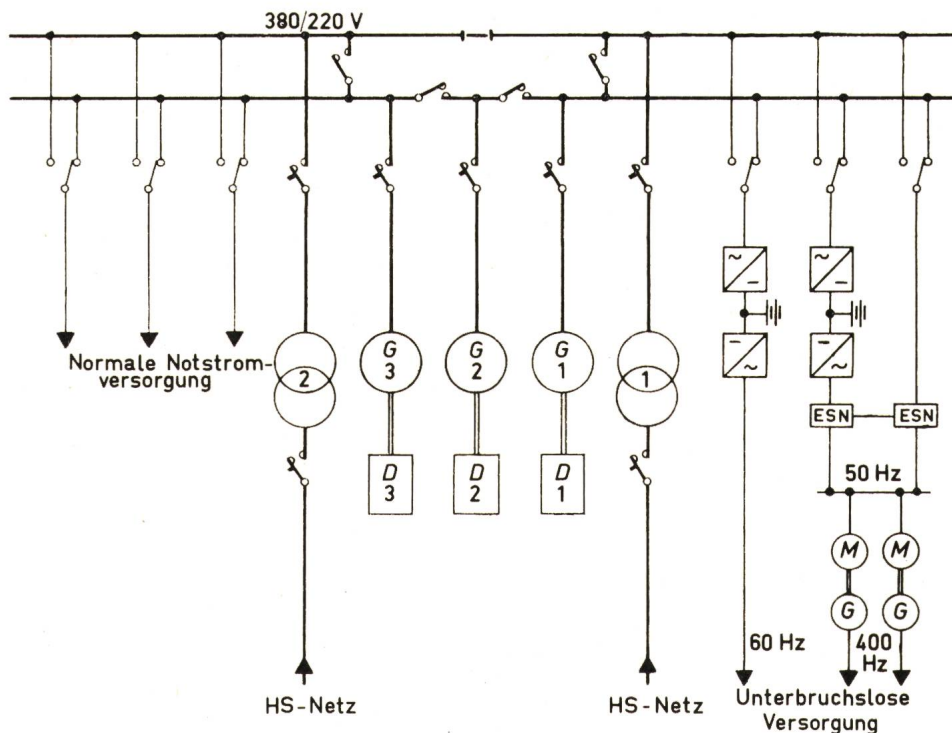 380/220 V
Normale Notstrom-
versorgung
2
G
3
G
2
G
1
1
D
3
D
2
D
1
~
–
~
–
–
~
–
~
ESN
ESN
50 Hz
M
M
G
G
60 Hz
400
Hz
HS-Netz
HS-Netz
Unterbruchslose
Versorgung